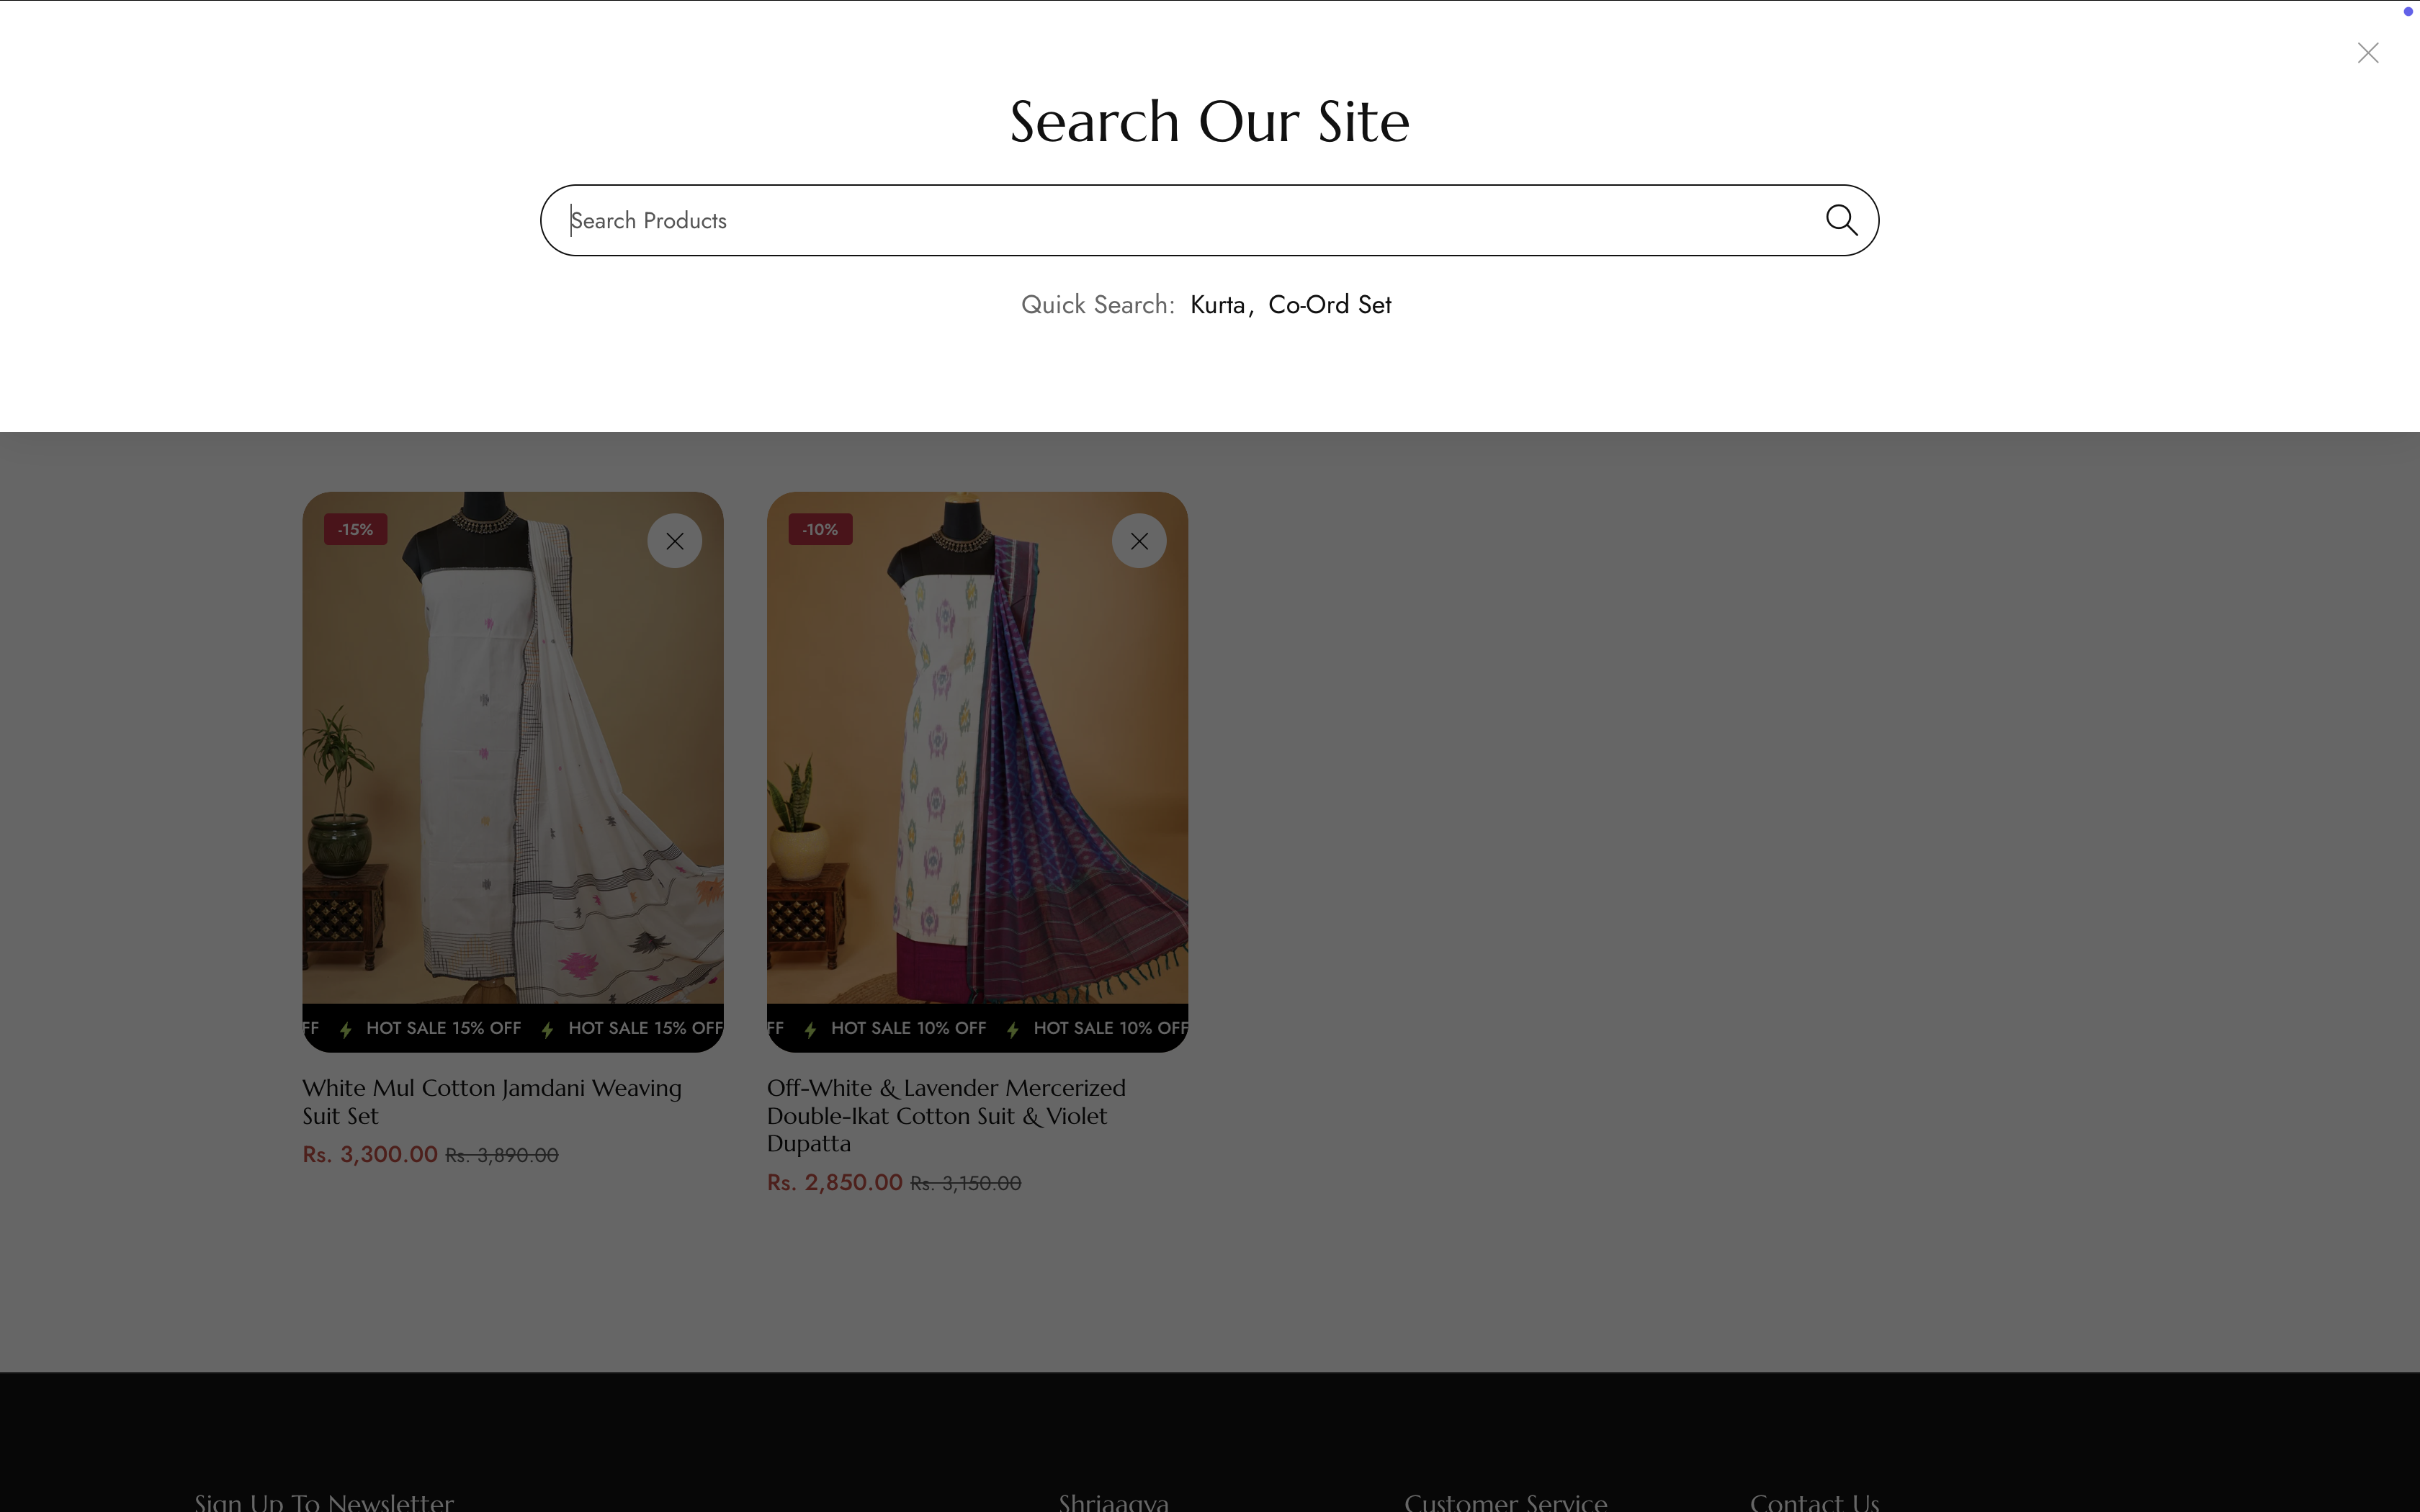 Search Our Site
Search Products
Quick Search: Kurta, Co-Ord Set
-15%
-10%
FF HOT SALE 15% OFF HOT SALE 15% OFF
FF HOT SALE 10% OFF HOT SALE 10% OFF
White Mul Cotton Jamdani Weaving
Suit Set
Rs. 3,300.00 Rs. 3,890.00
Off-White & Lavender Mercerized
Double-Ikat Cotton Suit & Violet
Dupatta
Rs. 2,850.00 Rs. 3,150.00
Sign Up To Newsletter
Shriaagya
Customer Service
Contact Us